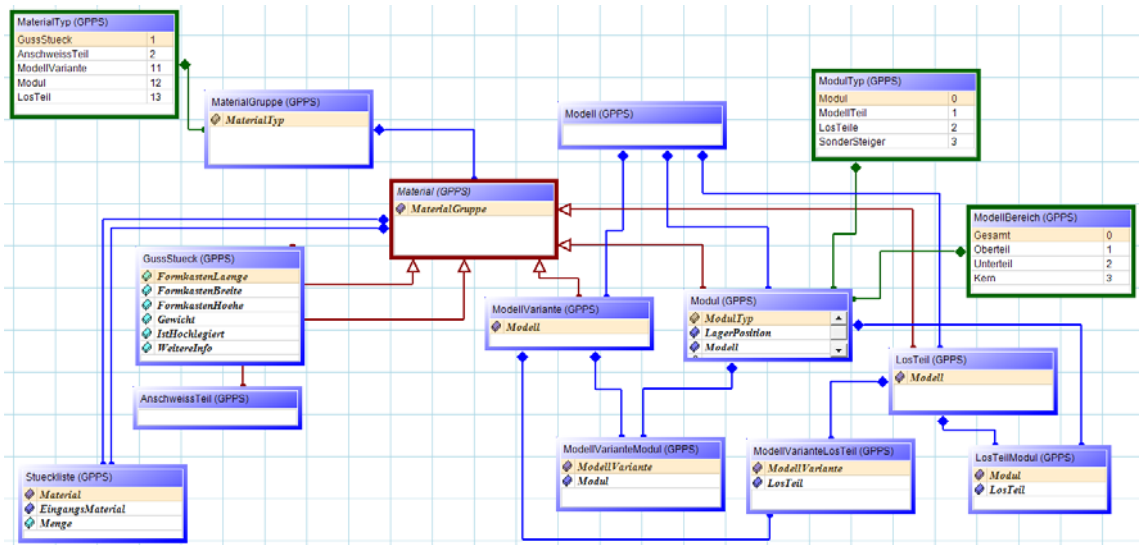 MaterialTyp (GPPS)
GussStueck 1
AnschweissTeil 2
ModellVariante 11
Modul 12
LosTeil 13
MaterialGruppe (GPPS)
MaterialTyp
Modell (GPPS)
ModulTyp (GPPS)
Modul 0
ModellTeil 1
LosTeile 2
SonderSteiger 3
Material (GPPS)
MaterialGruppe
ModellBereich (GPPS)
Gesamt 0
Oberteil 1
Unterteil 2
Kern 3
GussStueck (GPPS)
FormkastenLaenge
FormkastenBreite
FormkastenHoehe
Gewicht
IstHochlegiert
WeitereInfo
ModellVariante (GPPS)
Modell
Modul (GPPS)
ModulTyp
LagerPosition
Modell
LosTeil (GPPS)
Modell
AnschweissTeil (GPPS)
ModellVarianteModul (GPPS)
ModellVariante
Modul
ModellVarianteLosTeil (GPPS)
ModellVariante
LosTeil
LosTeilModul (GPPS)
Modul
LosTeil
Stueckliste (GPPS)
Material
EingangsMaterial
Menge